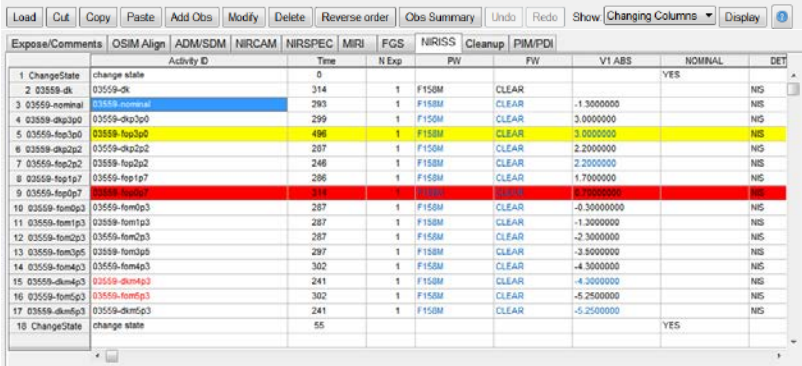 Load Cut Copy Paste Add Obs Modify Delete Reverse order Obs Summary Undo Redo Show: Changing Columns Display
Expose/Comments OSIM Align ADM/SDM NIRCAM NIRSPEC MIRI FGS NIRISS Cleanup PIM/PDI
Activity ID Time N Exp PW FW V1 ABS NOMINAL DET
1 ChangeState change state 0 YES
2 03559-dk 03559-dk 314 1 F158M CLEAR NIS
3 03559-nominal 03559-nominal 293 1 F158M CLEAR -1.3000000 NIS
4 03559-dkp3p0 03559-dkp3p0 299 1 F158M CLEAR 3.0000000 NIS
5 03559-fop3p0 03559-fop3p0 496 1 F158M CLEAR 3.0000000 NIS
6 03559-dkp2p2 03559-dkp2p2 287 1 F158M CLEAR 2.2000000 NIS
7 03559-fop2p2 03559-fop2p2 246 1 F158M CLEAR 2.2000000 NIS
8 03559-fop1p7 03559-fop1p7 286 1 F158M CLEAR 1.7000000 NIS
9 03559-fop0p7 03558-fop0p7 314 1 F158M CLEAR 0.7000000 NIS
10 03559-fom0p3 03559-fom0p3 287 1 F158M CLEAR -0.30000000 NIS
11 03559-fom1p3 03559-fom1p3 287 1 F158M CLEAR -1.3000000 NIS
12 03559-fom2p3 03559-fom2p3 287 1 F158M CLEAR -2.3000000 NIS
13 03559-fom3p5 03559-fom3p5 297 1 F158M CLEAR -3.5000000 NIS
14 03559-fom4p3 03559-fom4p3 302 1 F158M CLEAR -4.3000000 NIS
15 03559-dkm4p3 03559-dkm4p3 241 1 F158M CLEAR -4.3000000 NIS
16 03559-fom5p3 03559-fom5p3 302 1 F158M CLEAR -5.2500000 NIS
17 03559-dkm5p3 03559-dkm5p3 241 1 F158M CLEAR -5.2500000 NIS
18 ChangeState change state 55 YES